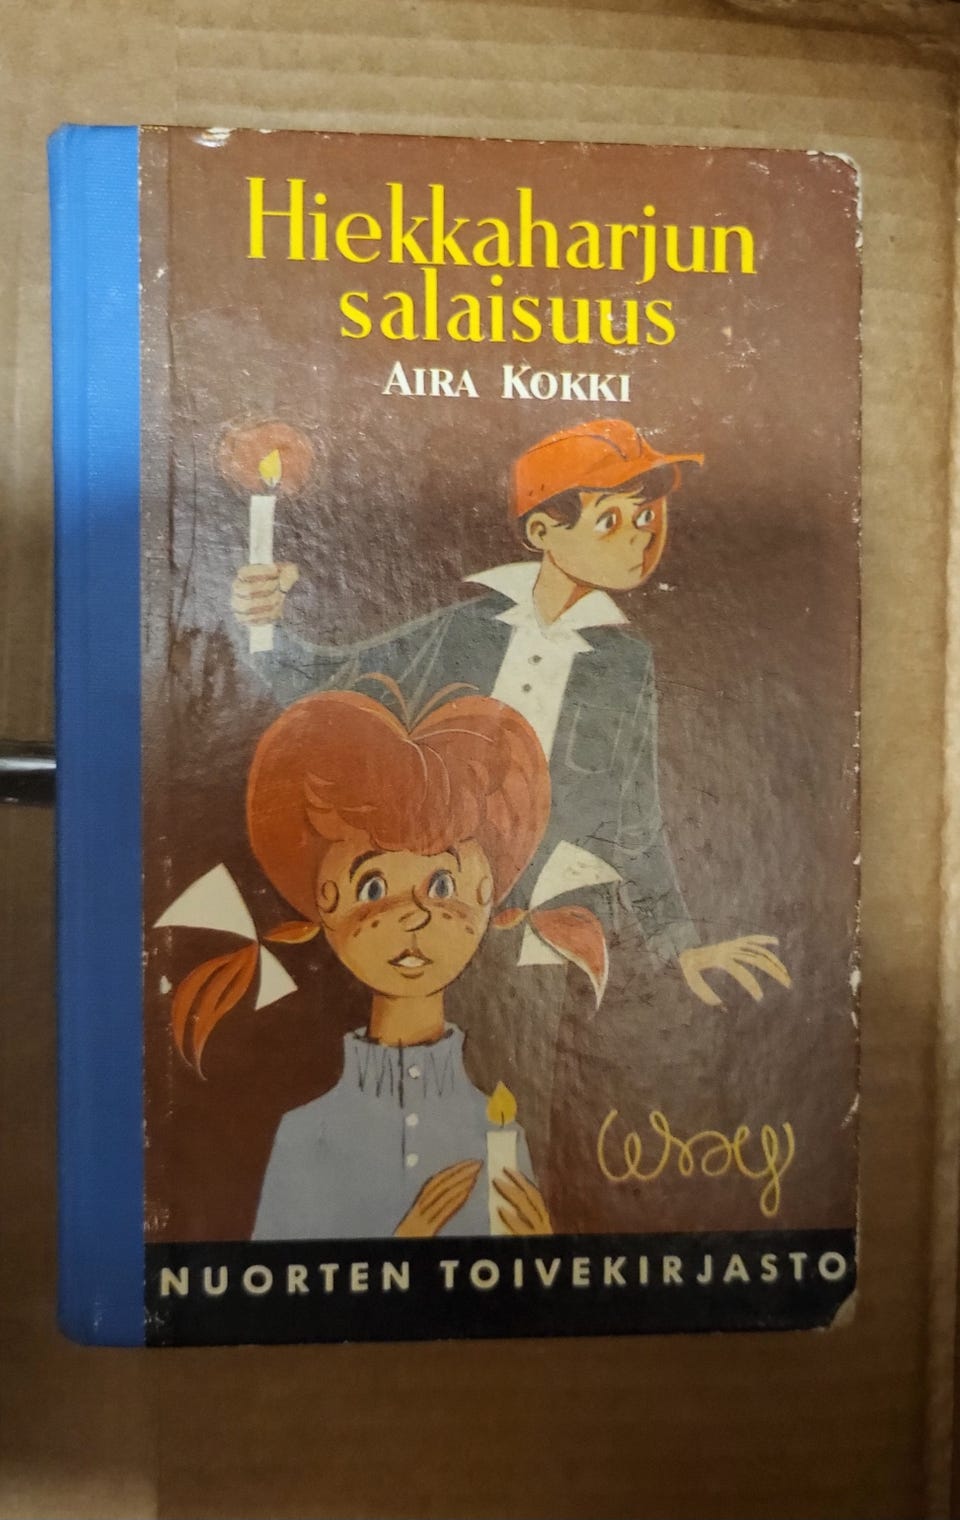 Hiekkaharjun
salaisuus
AIRA KOKKI
NUORTEN TOIVEKIRJASTO